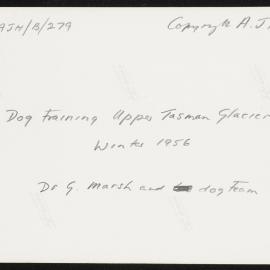 AJH/B/279 Copyright A.J.
Dog Training Upper Tasman Glacier
Winter 1956
Dr G. Marsh and dog team